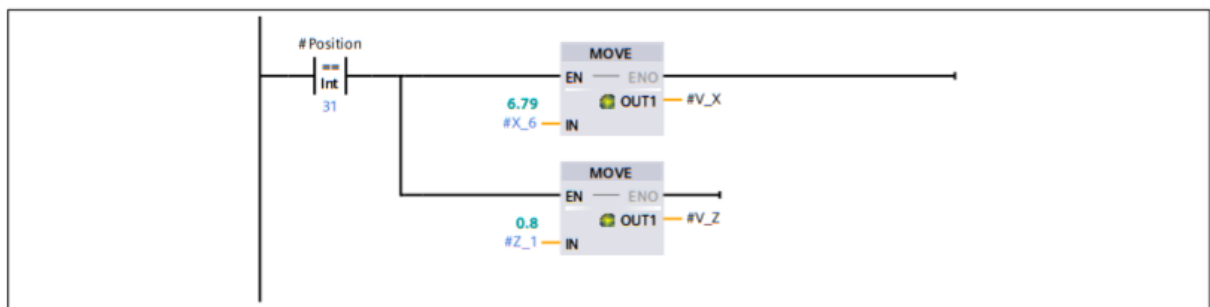 #Position
==
Int
31
MOVE
EN ENO
6.79
OUT1 #V_X
#X_6 IN
MOVE
EN ENO
0.8
OUT1 #V_Z
#Z_1 IN